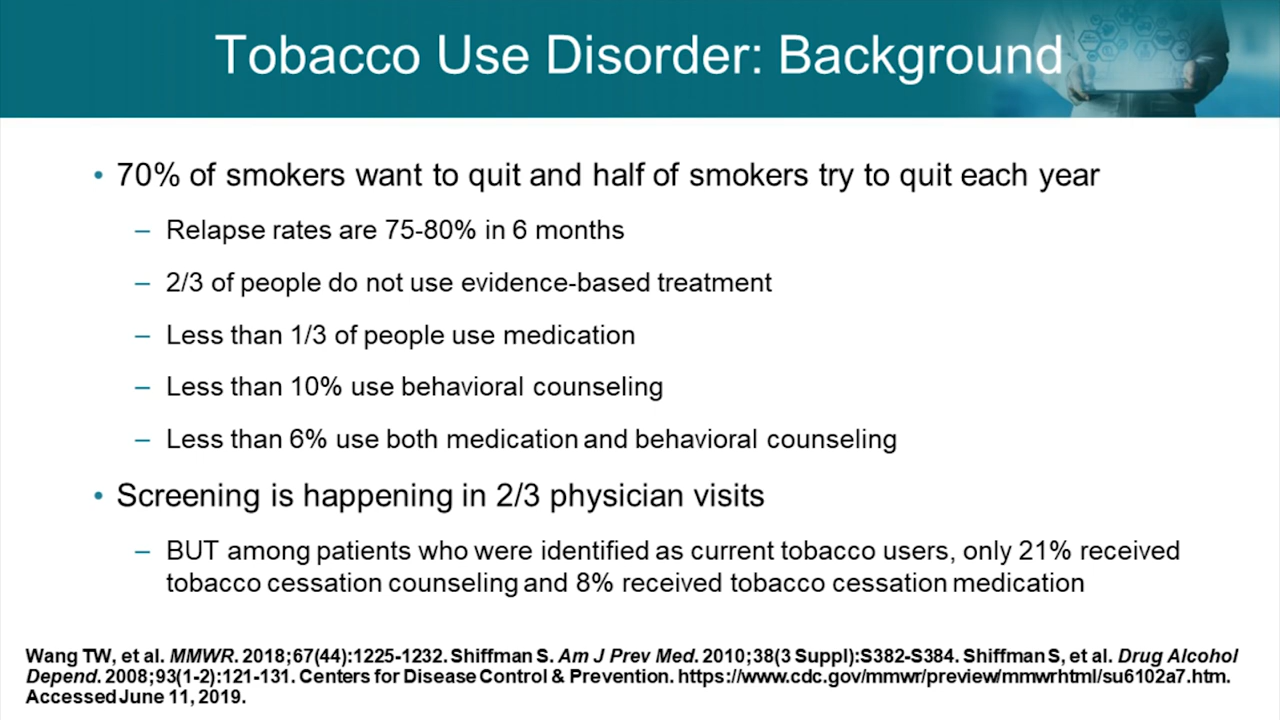 Tobacco Use Disorder: Background
• 70% of smokers want to quit and half of smokers try to quit each year
– Relapse rates are 75-80% in 6 months
– 2/3 of people do not use evidence-based treatment
– Less than 1/3 of people use medication
– Less than 10% use behavioral counseling
– Less than 6% use both medication and behavioral counseling
• Screening is happening in 2/3 physician visits
– BUT among patients who were identified as current tobacco users, only 21% received
tobacco cessation counseling and 8% received tobacco cessation medication
Wang TW, et al. MMWR. 2018;67(44):1225-1232. Shiffman S. Am J Prev Med. 2010;38(3 Suppl):S382-S384. Shiffman S, et al. Drug Alcohol
Depend. 2008;93(1-2):121-131. Centers for Disease Control & Prevention. https://www.cdc.gov/mmwr/preview/mmwrhtml/su6102a7.htm.
Accessed June 11, 2019.